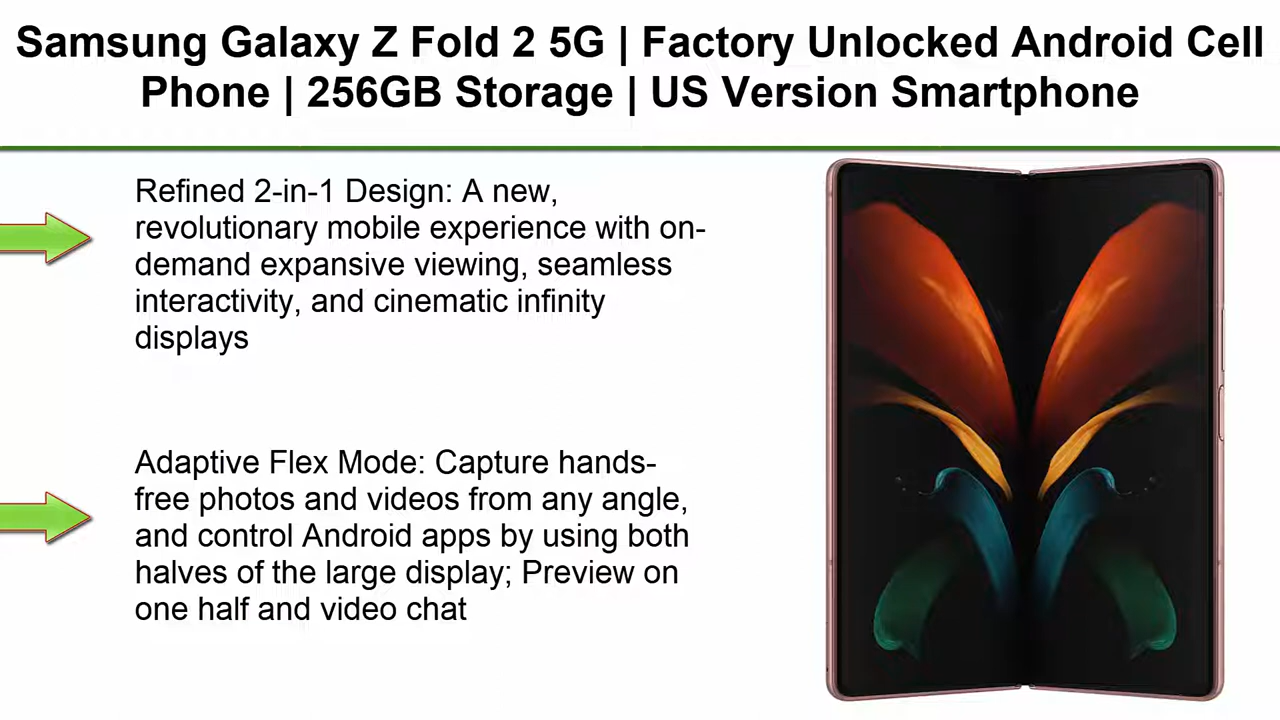 Samsung Galaxy Z Fold 2 5G | Factory Unlocked Android Cell
Phone | 256GB Storage | US Version Smartphone
Refined 2-in-1 Design: A new,
revolutionary mobile experience with on-
demand expansive viewing, seamless
interactivity, and cinematic infinity
displays
Adaptive Flex Mode: Capture hands-
free photos and videos from any angle,
and control Android apps by using both
halves of the large display; Preview on
one half and video chat